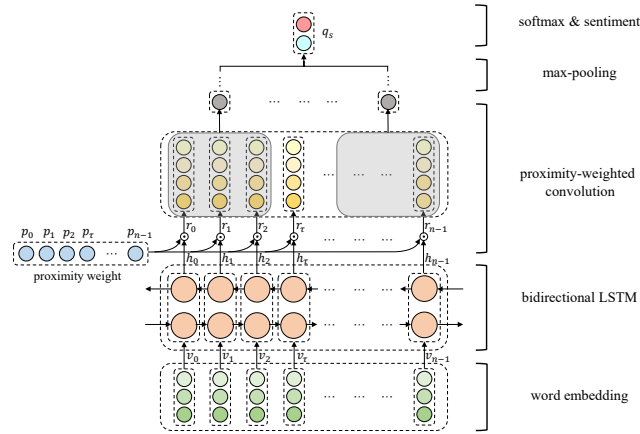 q_s
softmax & sentiment
max-pooling
... ...
proximity-weighted
convolution
... ...
... ...
r_0 r_1 r_2 r_τ r_{n-1}
p_0 p_1 p_2 p_τ p_{n-1}
...
... ...
proximity weight
h_0 h_1 h_2 h_τ h_{n-1}
... ...
bidirectional LSTM
... ...
v_0 v_1 v_2 v_τ ... ... v_{n-1}
word embedding
... ...